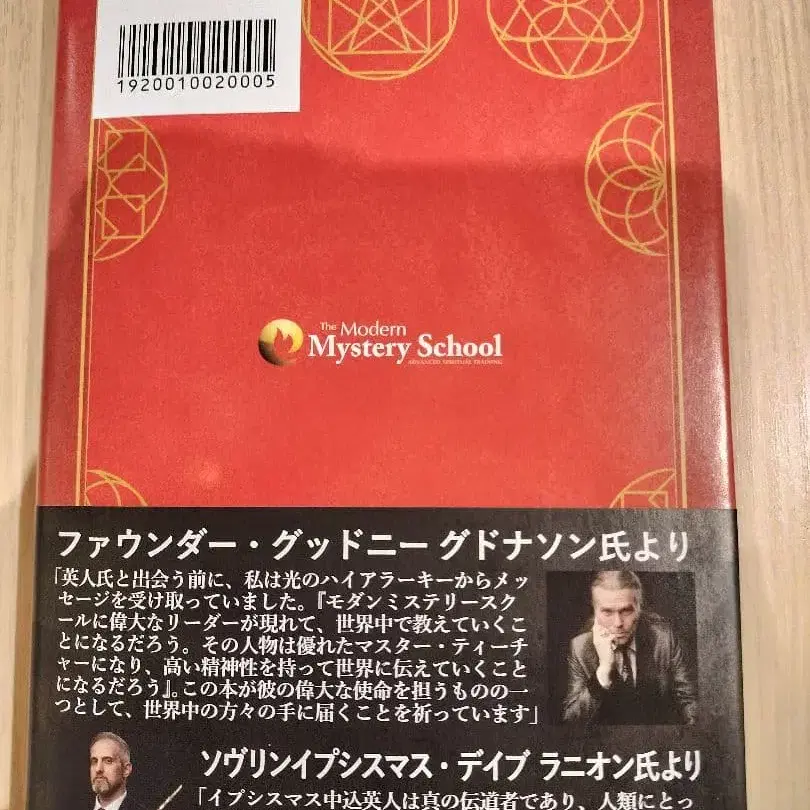 1920010020005
The Modern
Mystery School
ADVANCED SPIRITUAL TRAINING
ファウンダー・グッドニー グドナソン氏より
「英人氏と出会う前に、私は光のハイアラーキーからメッ
セージを受け取っていました。『モダンミステリースク
ールに偉大なリーダーが現れて、世界中で教えていくこ
とになるだろう。その人物は優れたマスター・ティーチ
ャーになり、高い精神性を持って世界に伝えていくこと
になるだろう』。この本が彼の偉大な使命を担うものの一
つとして、世界中の方々の手に届くことを祈っています」
ソヴリンイプシスマス・デイブ ラニオン氏より
「イプシスマス中込英人は真の伝道者であり、人類にとっ